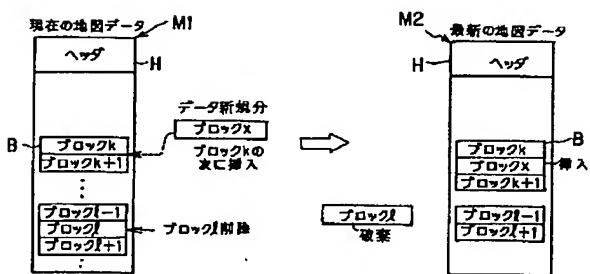 現在の地図データ
M1
ヘッダ
H
データ新規分
ブロックx
ブロックkの
次に挿入
B
ブロックk
ブロックk+1
ブロックℓ-1
ブロックℓ
ブロックℓ+1
ブロックℓ削除
M2
最新の地図データ
H
ヘッダ
B
ブロックk
ブロックx
挿入
ブロックk+1
ブロックℓ
破棄
ブロックℓ-1
ブロックℓ+1